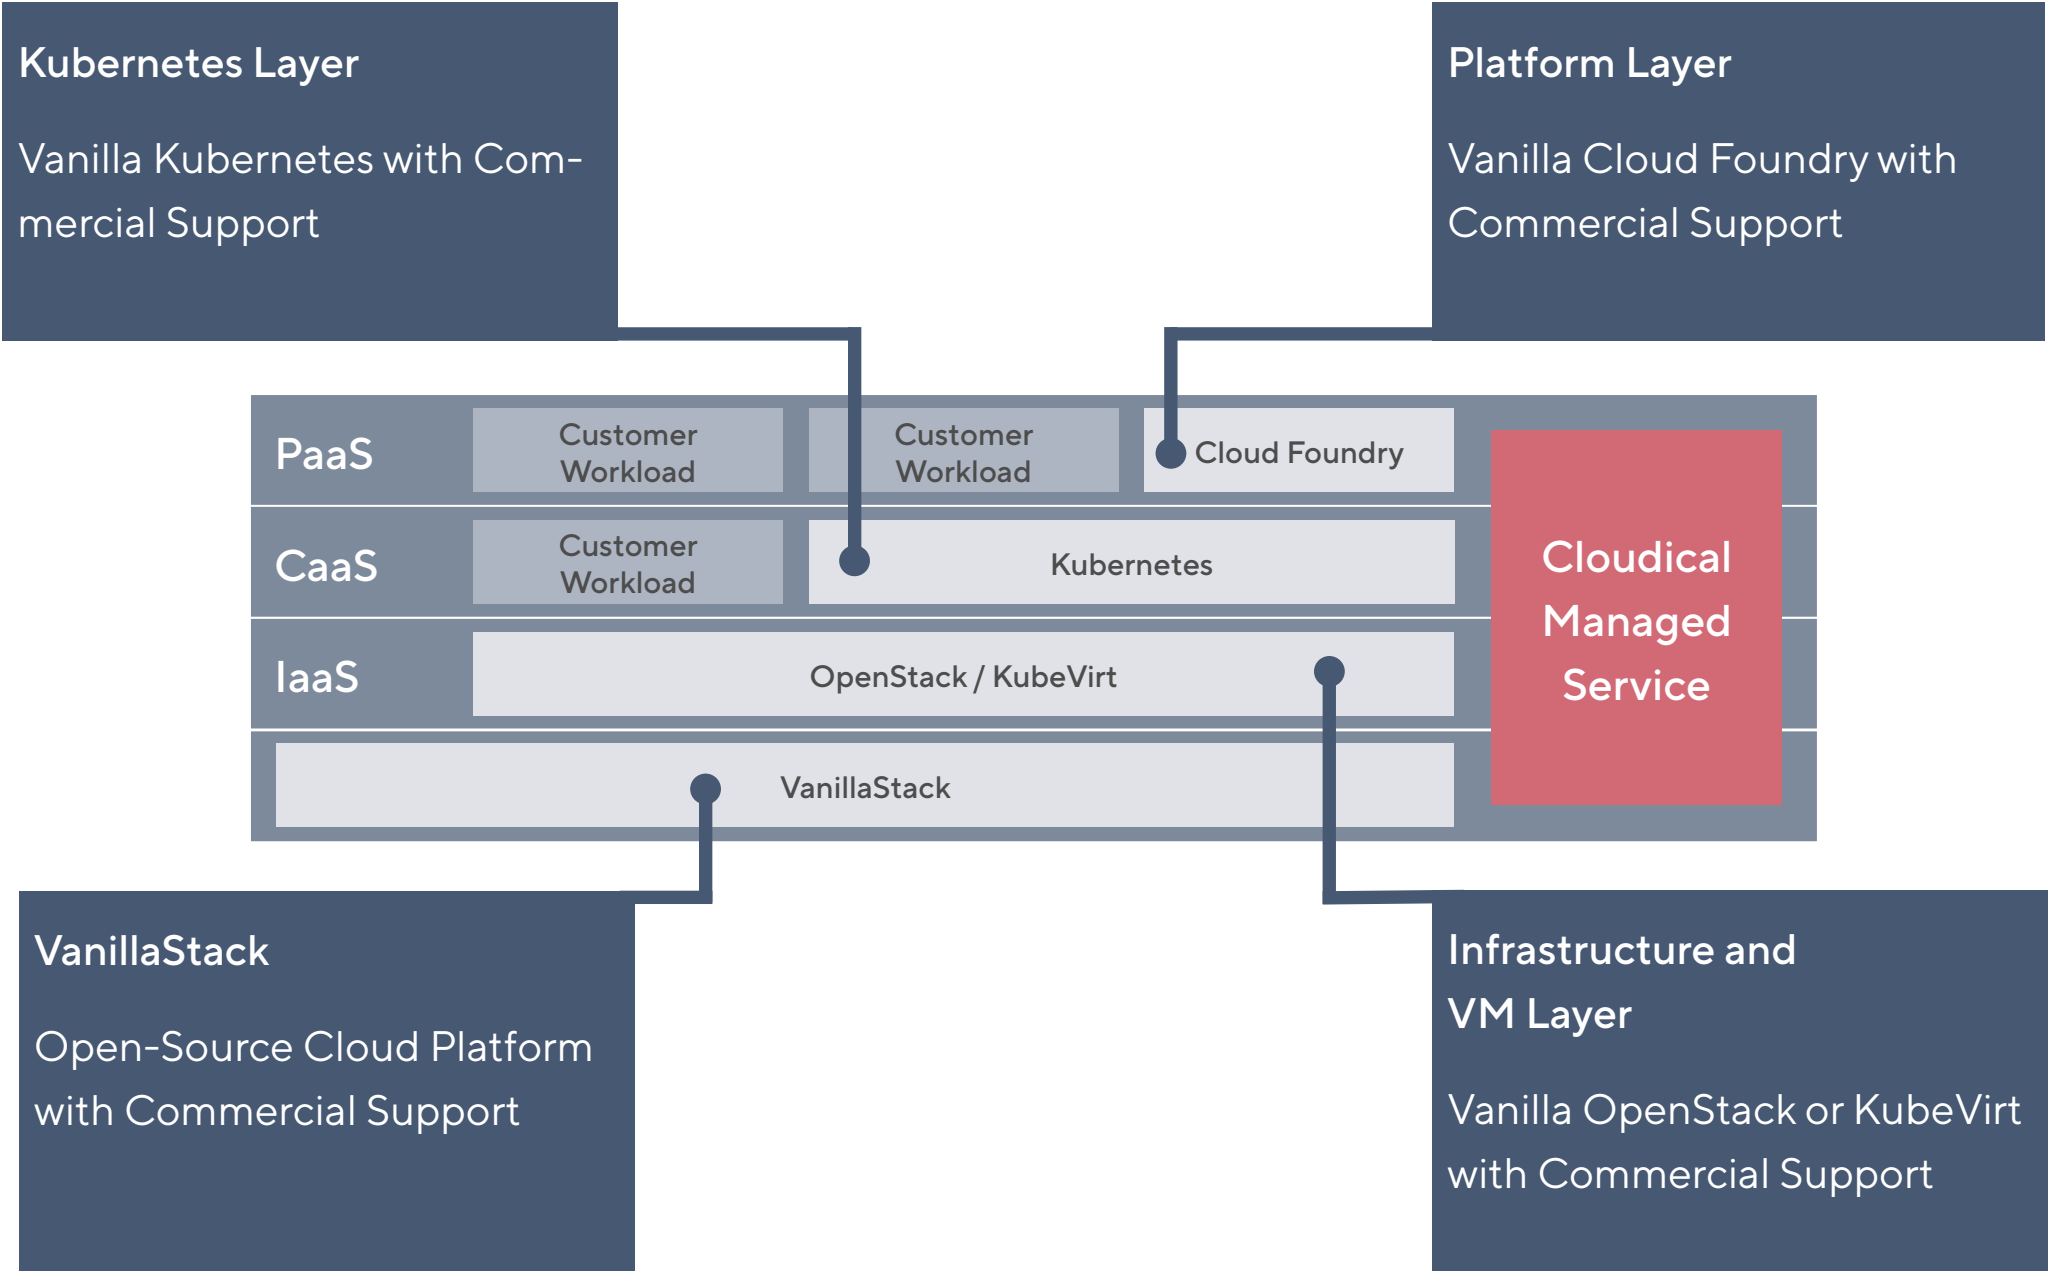 Kubernetes Layer
Vanilla Kubernetes with Com-
mercial Support
Platform Layer
Vanilla Cloud Foundry with
Commercial Support
PaaS
Customer
Workload
Customer
Workload
Cloud Foundry
CaaS
Customer
Workload
Kubernetes
IaaS
OpenStack / KubeVirt
VanillaStack
Cloudical
Managed
Service
VanillaStack
Open-Source Cloud Platform
with Commercial Support
Infrastructure and
VM Layer
Vanilla OpenStack or KubeVirt
with Commercial Support